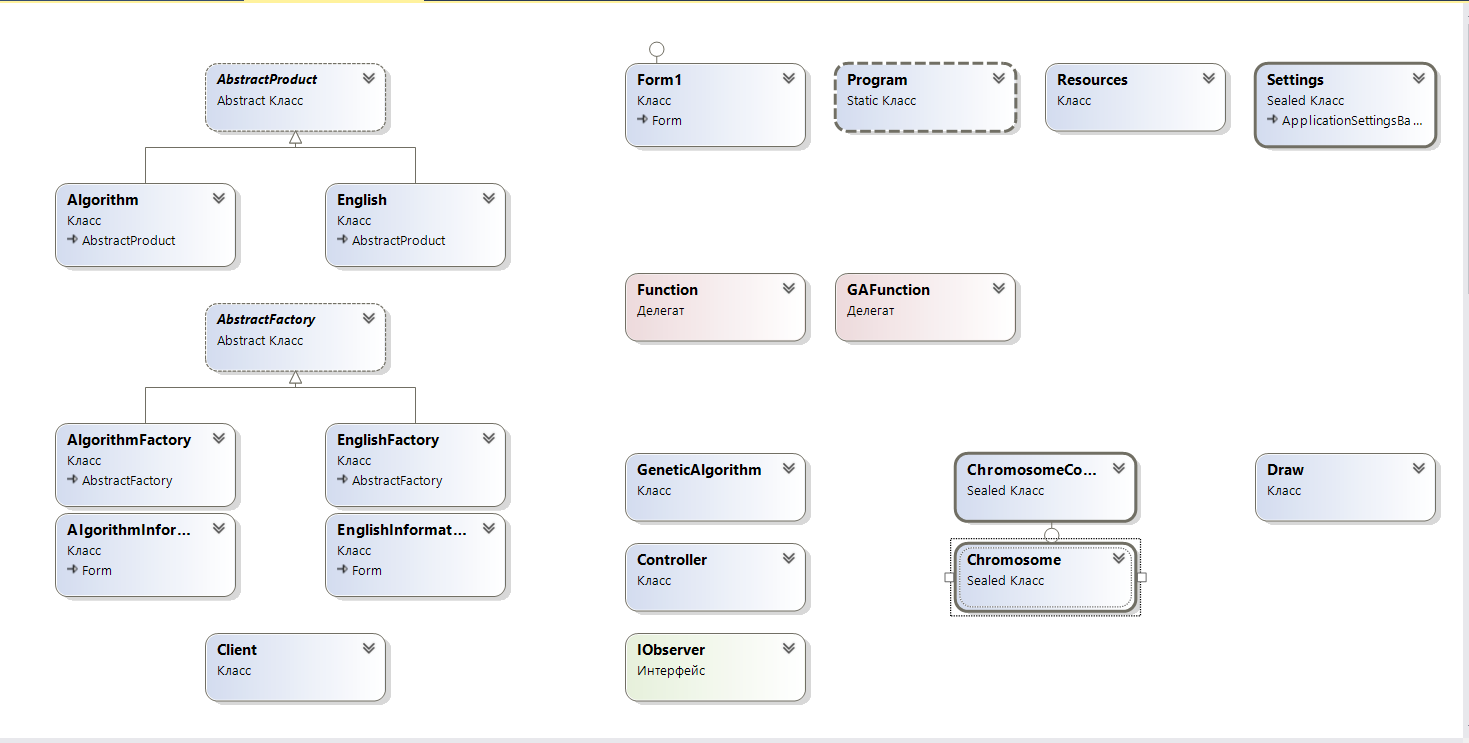 AbstractProduct
Abstract Класс
Algorithm
Класс
AbstractProduct
English
Класс
AbstractProduct
AbstractFactory
Abstract Класс
AlgorithmFactory
Класс
AbstractFactory
EnglishFactory
Класс
AbstractFactory
AlgorithmInfor...
Класс
Form
EnglishInformat...
Класс
Form
Client
Класс
Form1
Класс
Form
Program
Static Класс
Resources
Класс
Settings
Sealed Класс
ApplicationSettingsBa...
Function
Делегат
GAFunction
Делегат
GeneticAlgorithm
Класс
ChromosomeCo...
Sealed Класс
Draw
Класс
Controller
Класс
Chromosome
Sealed Класс
IObserver
Интерфейс